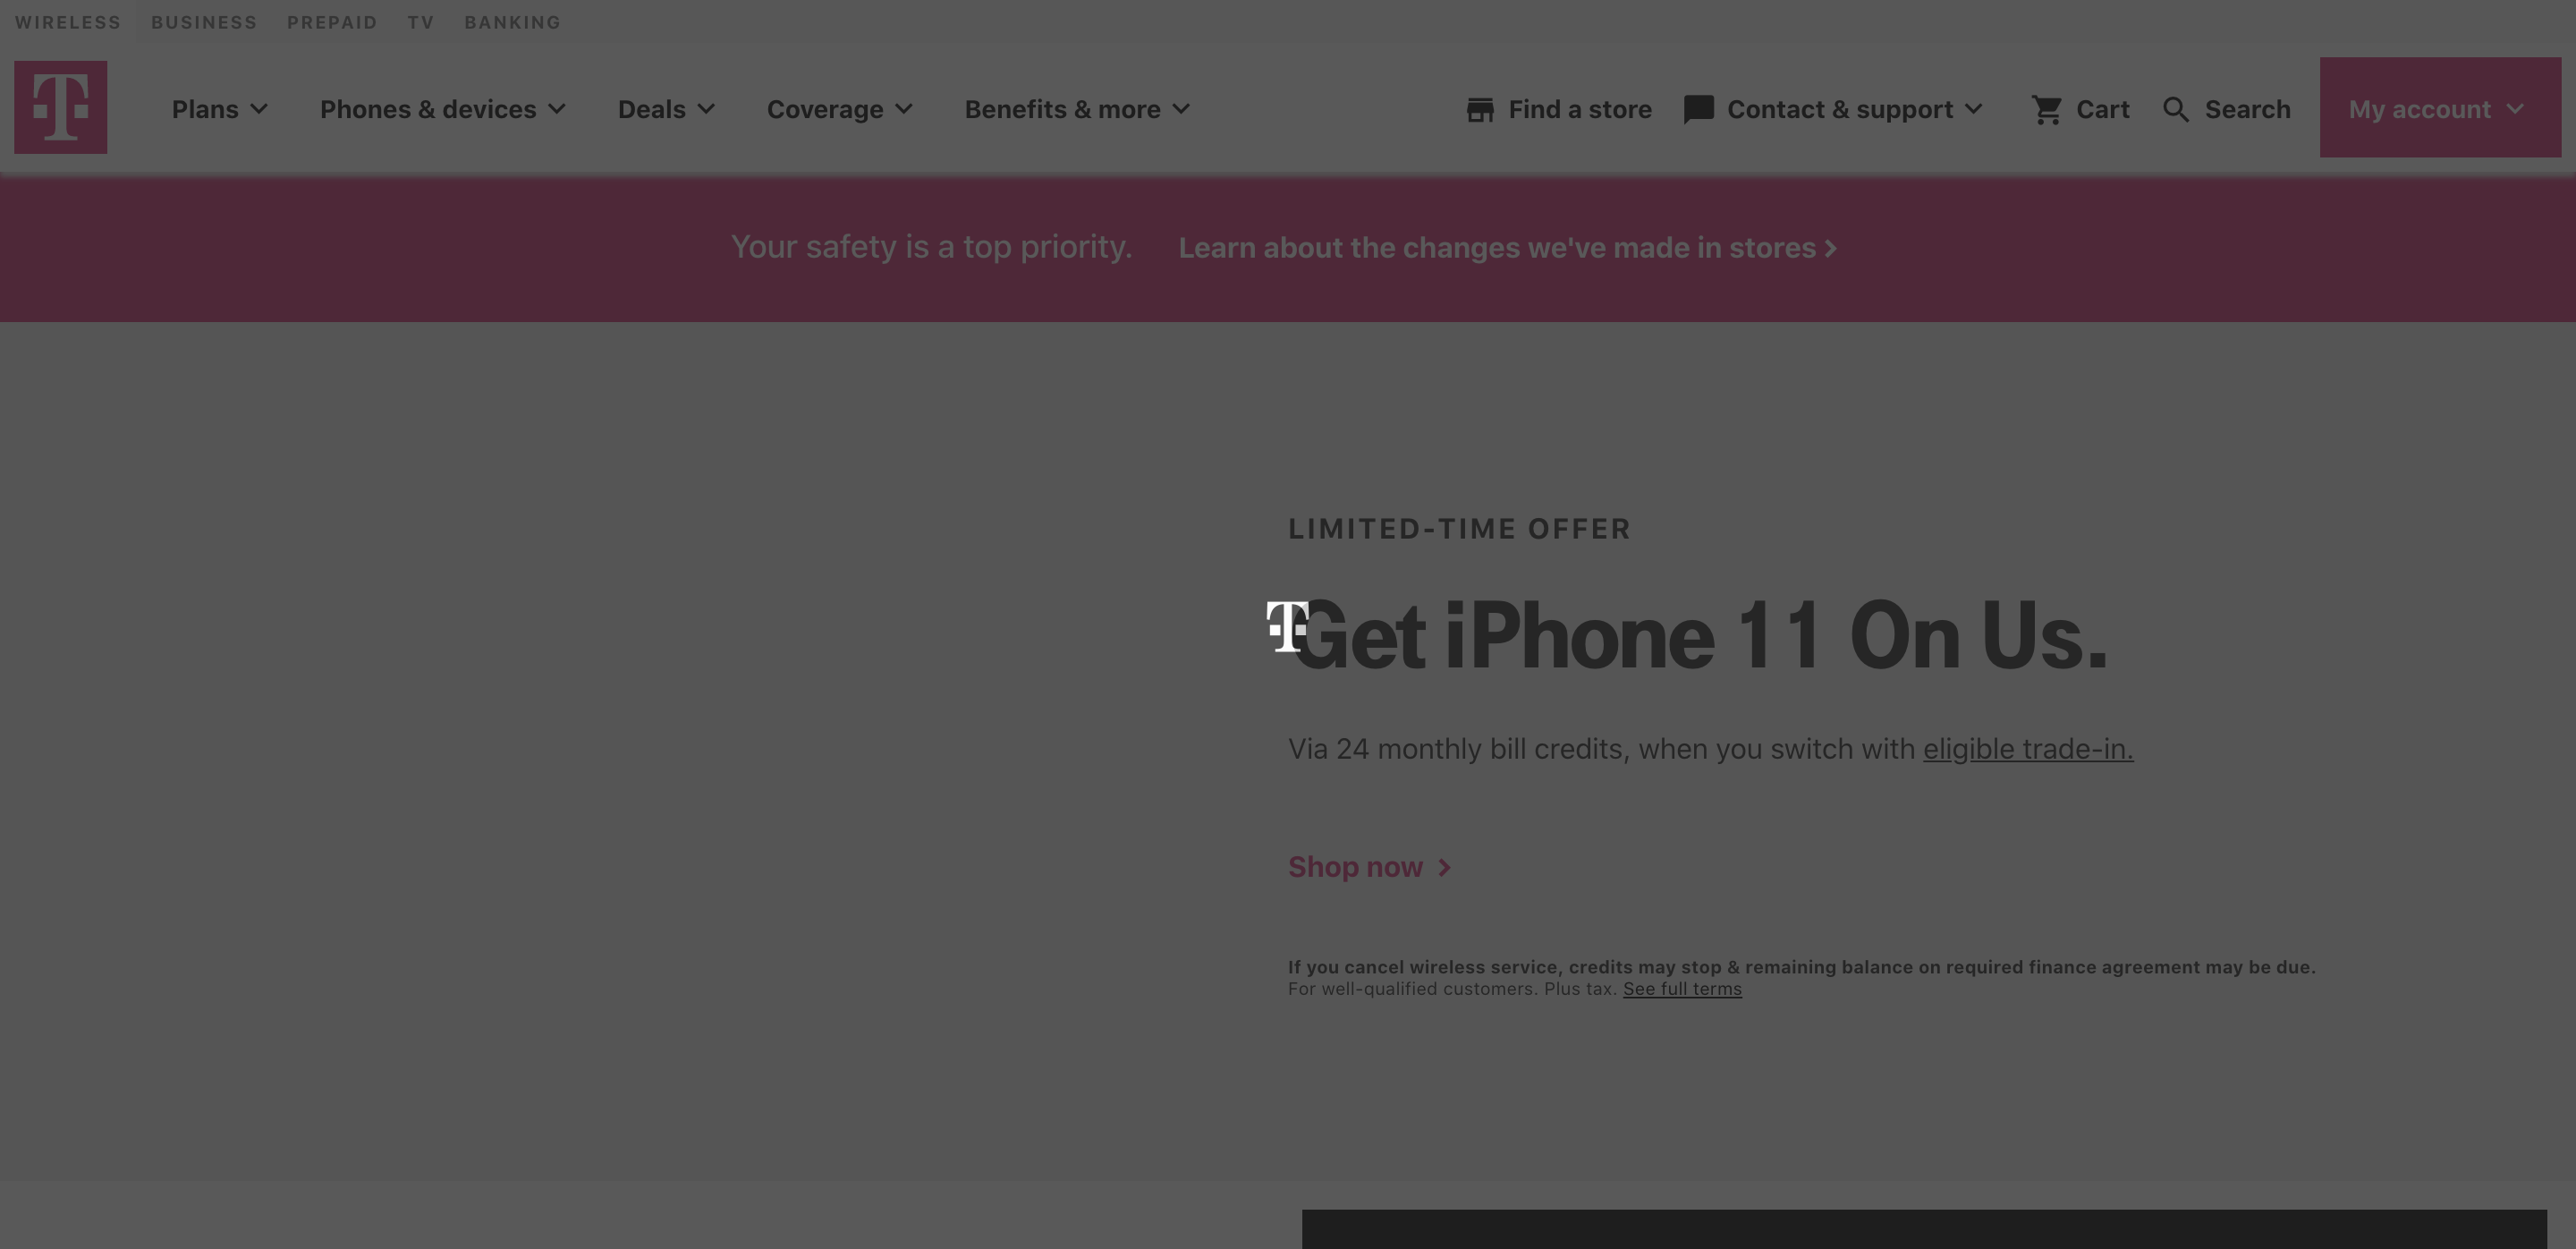 WIRELESS BUSINESS PREPAID TV BANKING
T Plans Phones & devices Deals Coverage Benefits & more Find a store Contact & support Cart Search My account
Your safety is a top priority. Learn about the changes we've made in stores
LIMITED-TIME OFFER
T
Get iPhone 11 On Us.
Via 24 monthly bill credits, when you switch with eligible trade-in.
Shop now
If you cancel wireless service, credits may stop & remaining balance on required finance agreement may be due.
For well-qualified customers. Plus tax. See full terms